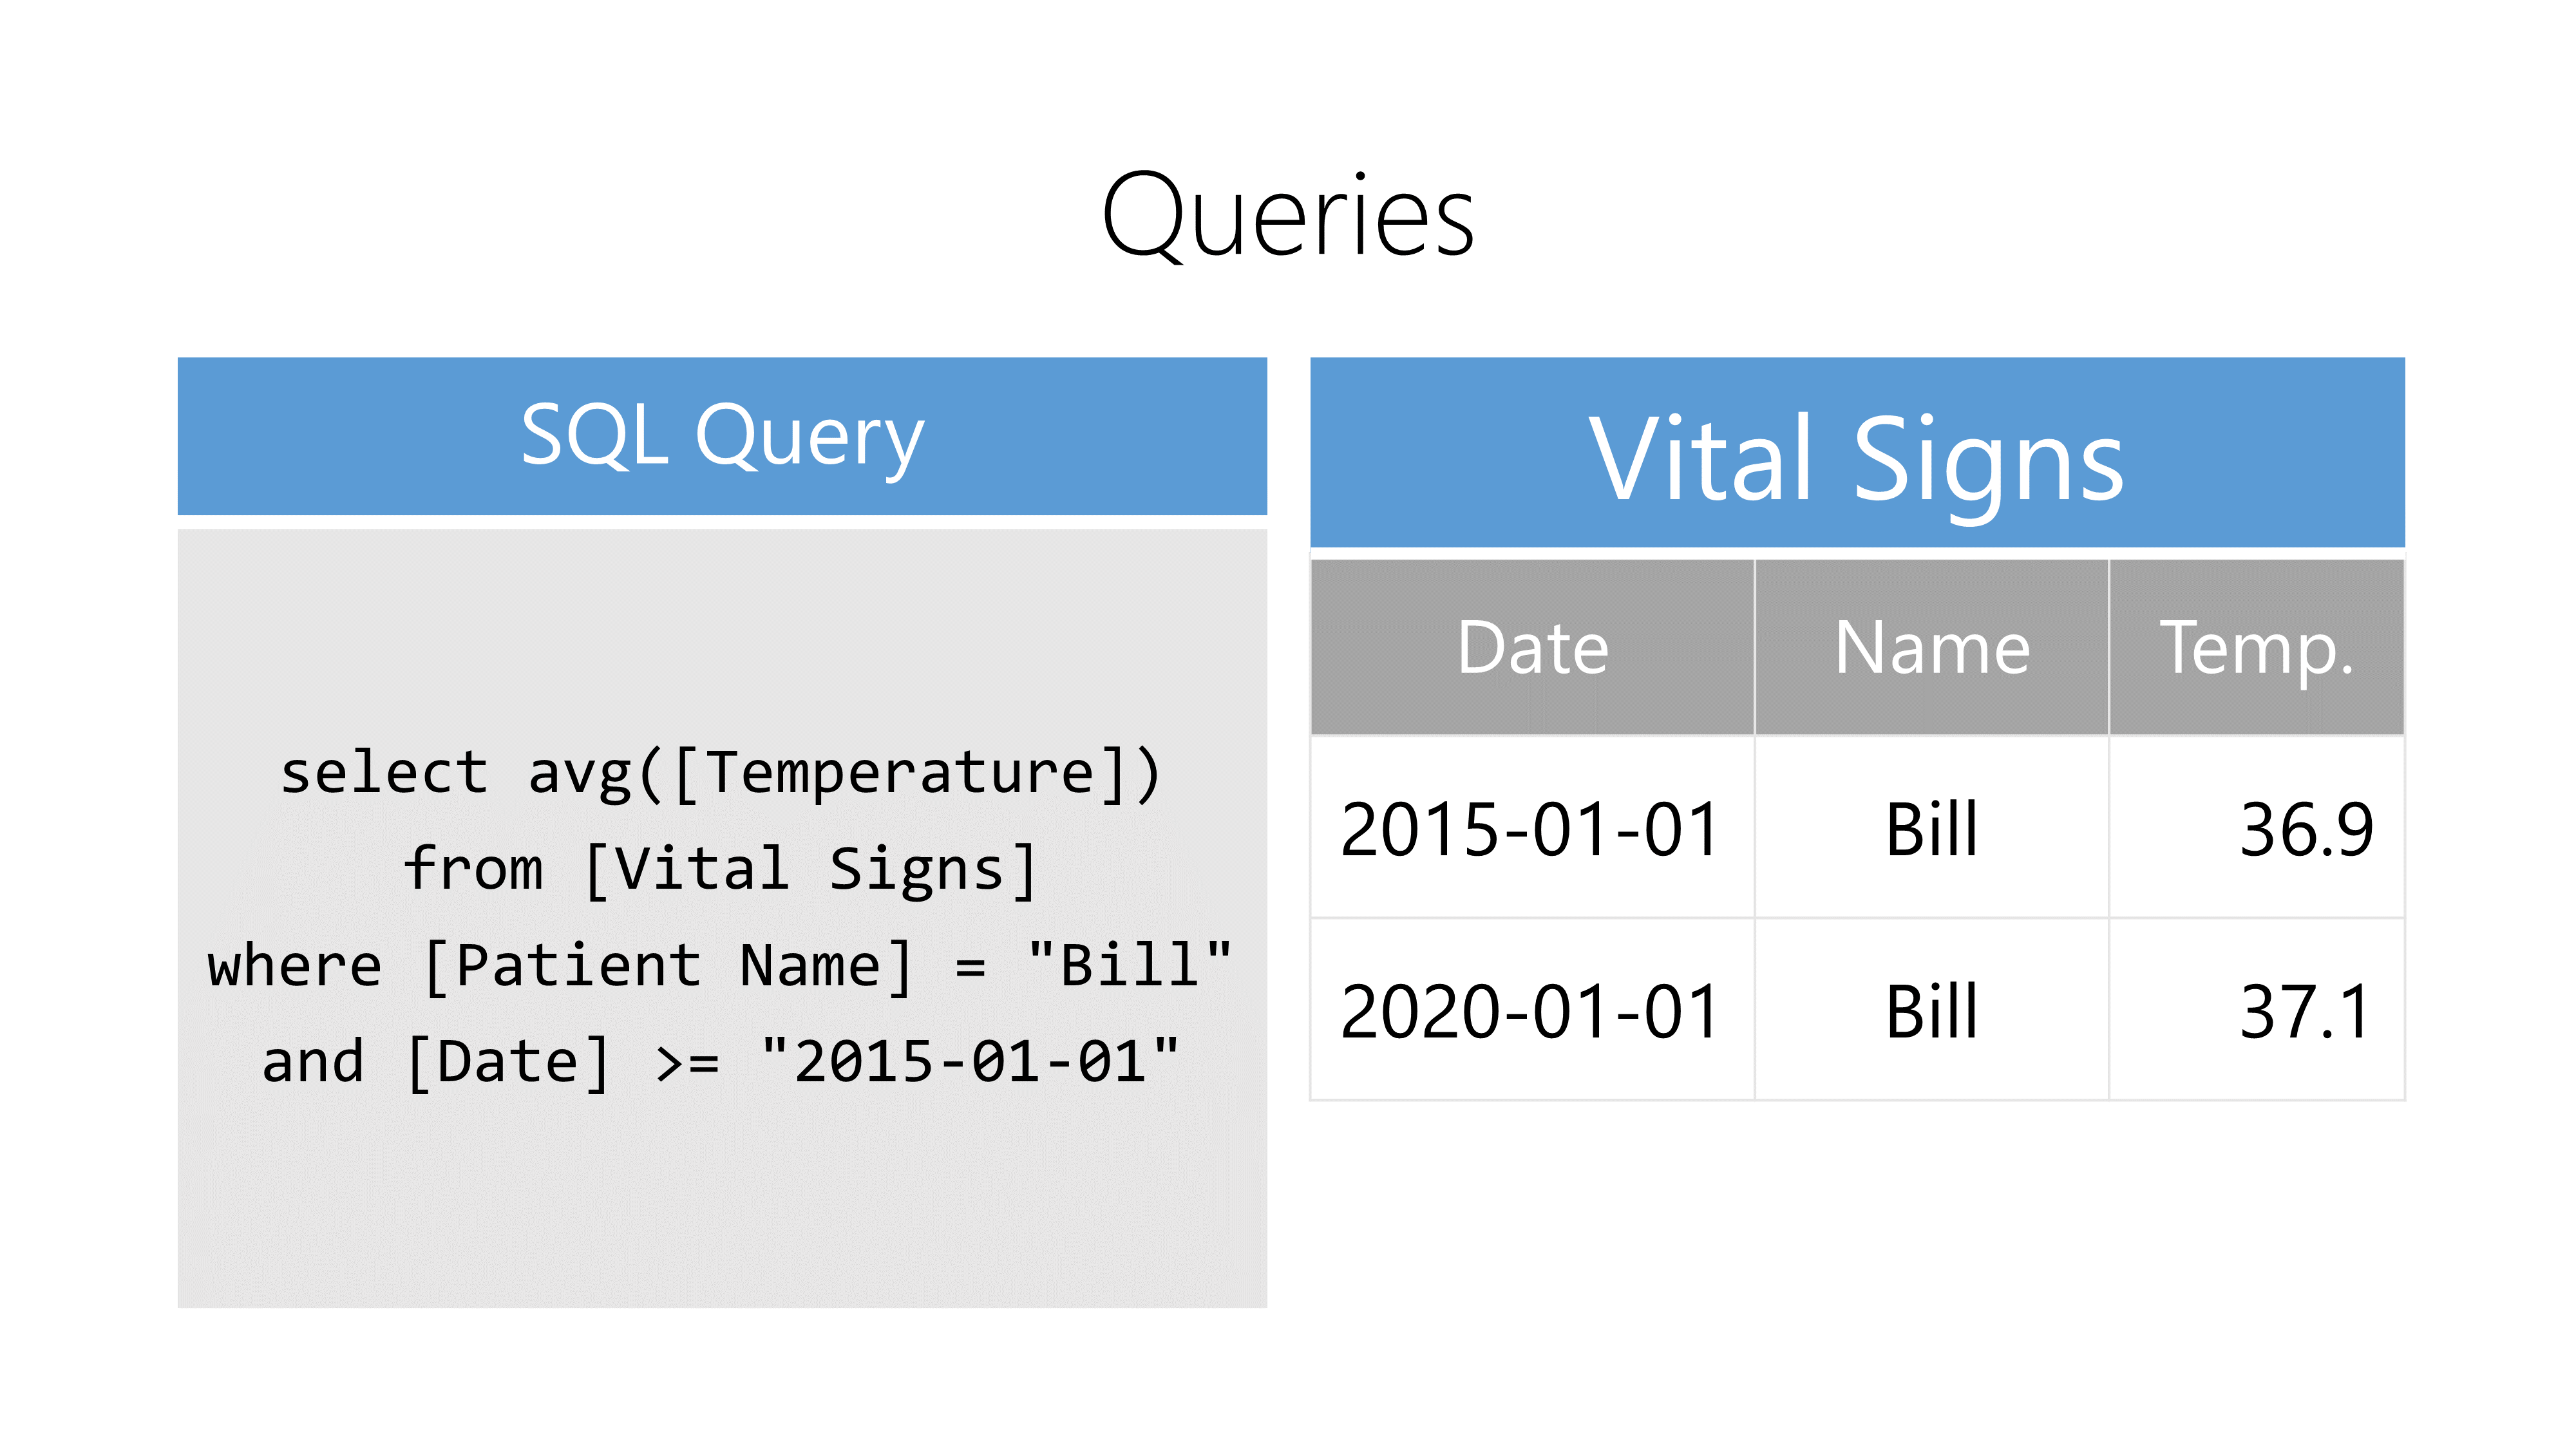 Queries
SQL Query
select avg([Temperature])
from [Vital Signs]
where [Patient Name] = "Bill"
and [Date] >= "2015-01-01"
Vital Signs
Date Name Temp.
2015-01-01 Bill 36.9
2020-01-01 Bill 37.1